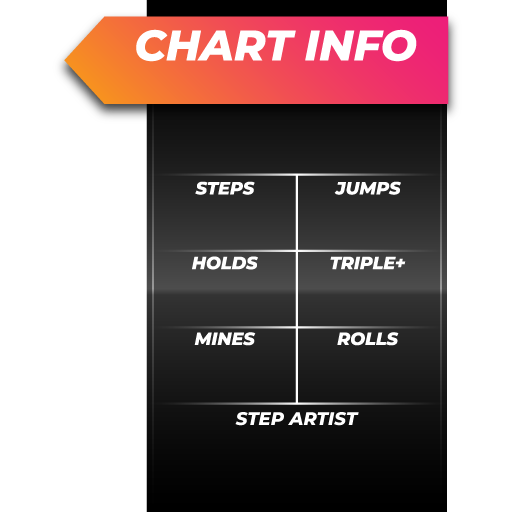 CHART INFO
STEPS JUMPS
HOLDS TRIPLE+
MINES ROLLS
STEP ARTIST